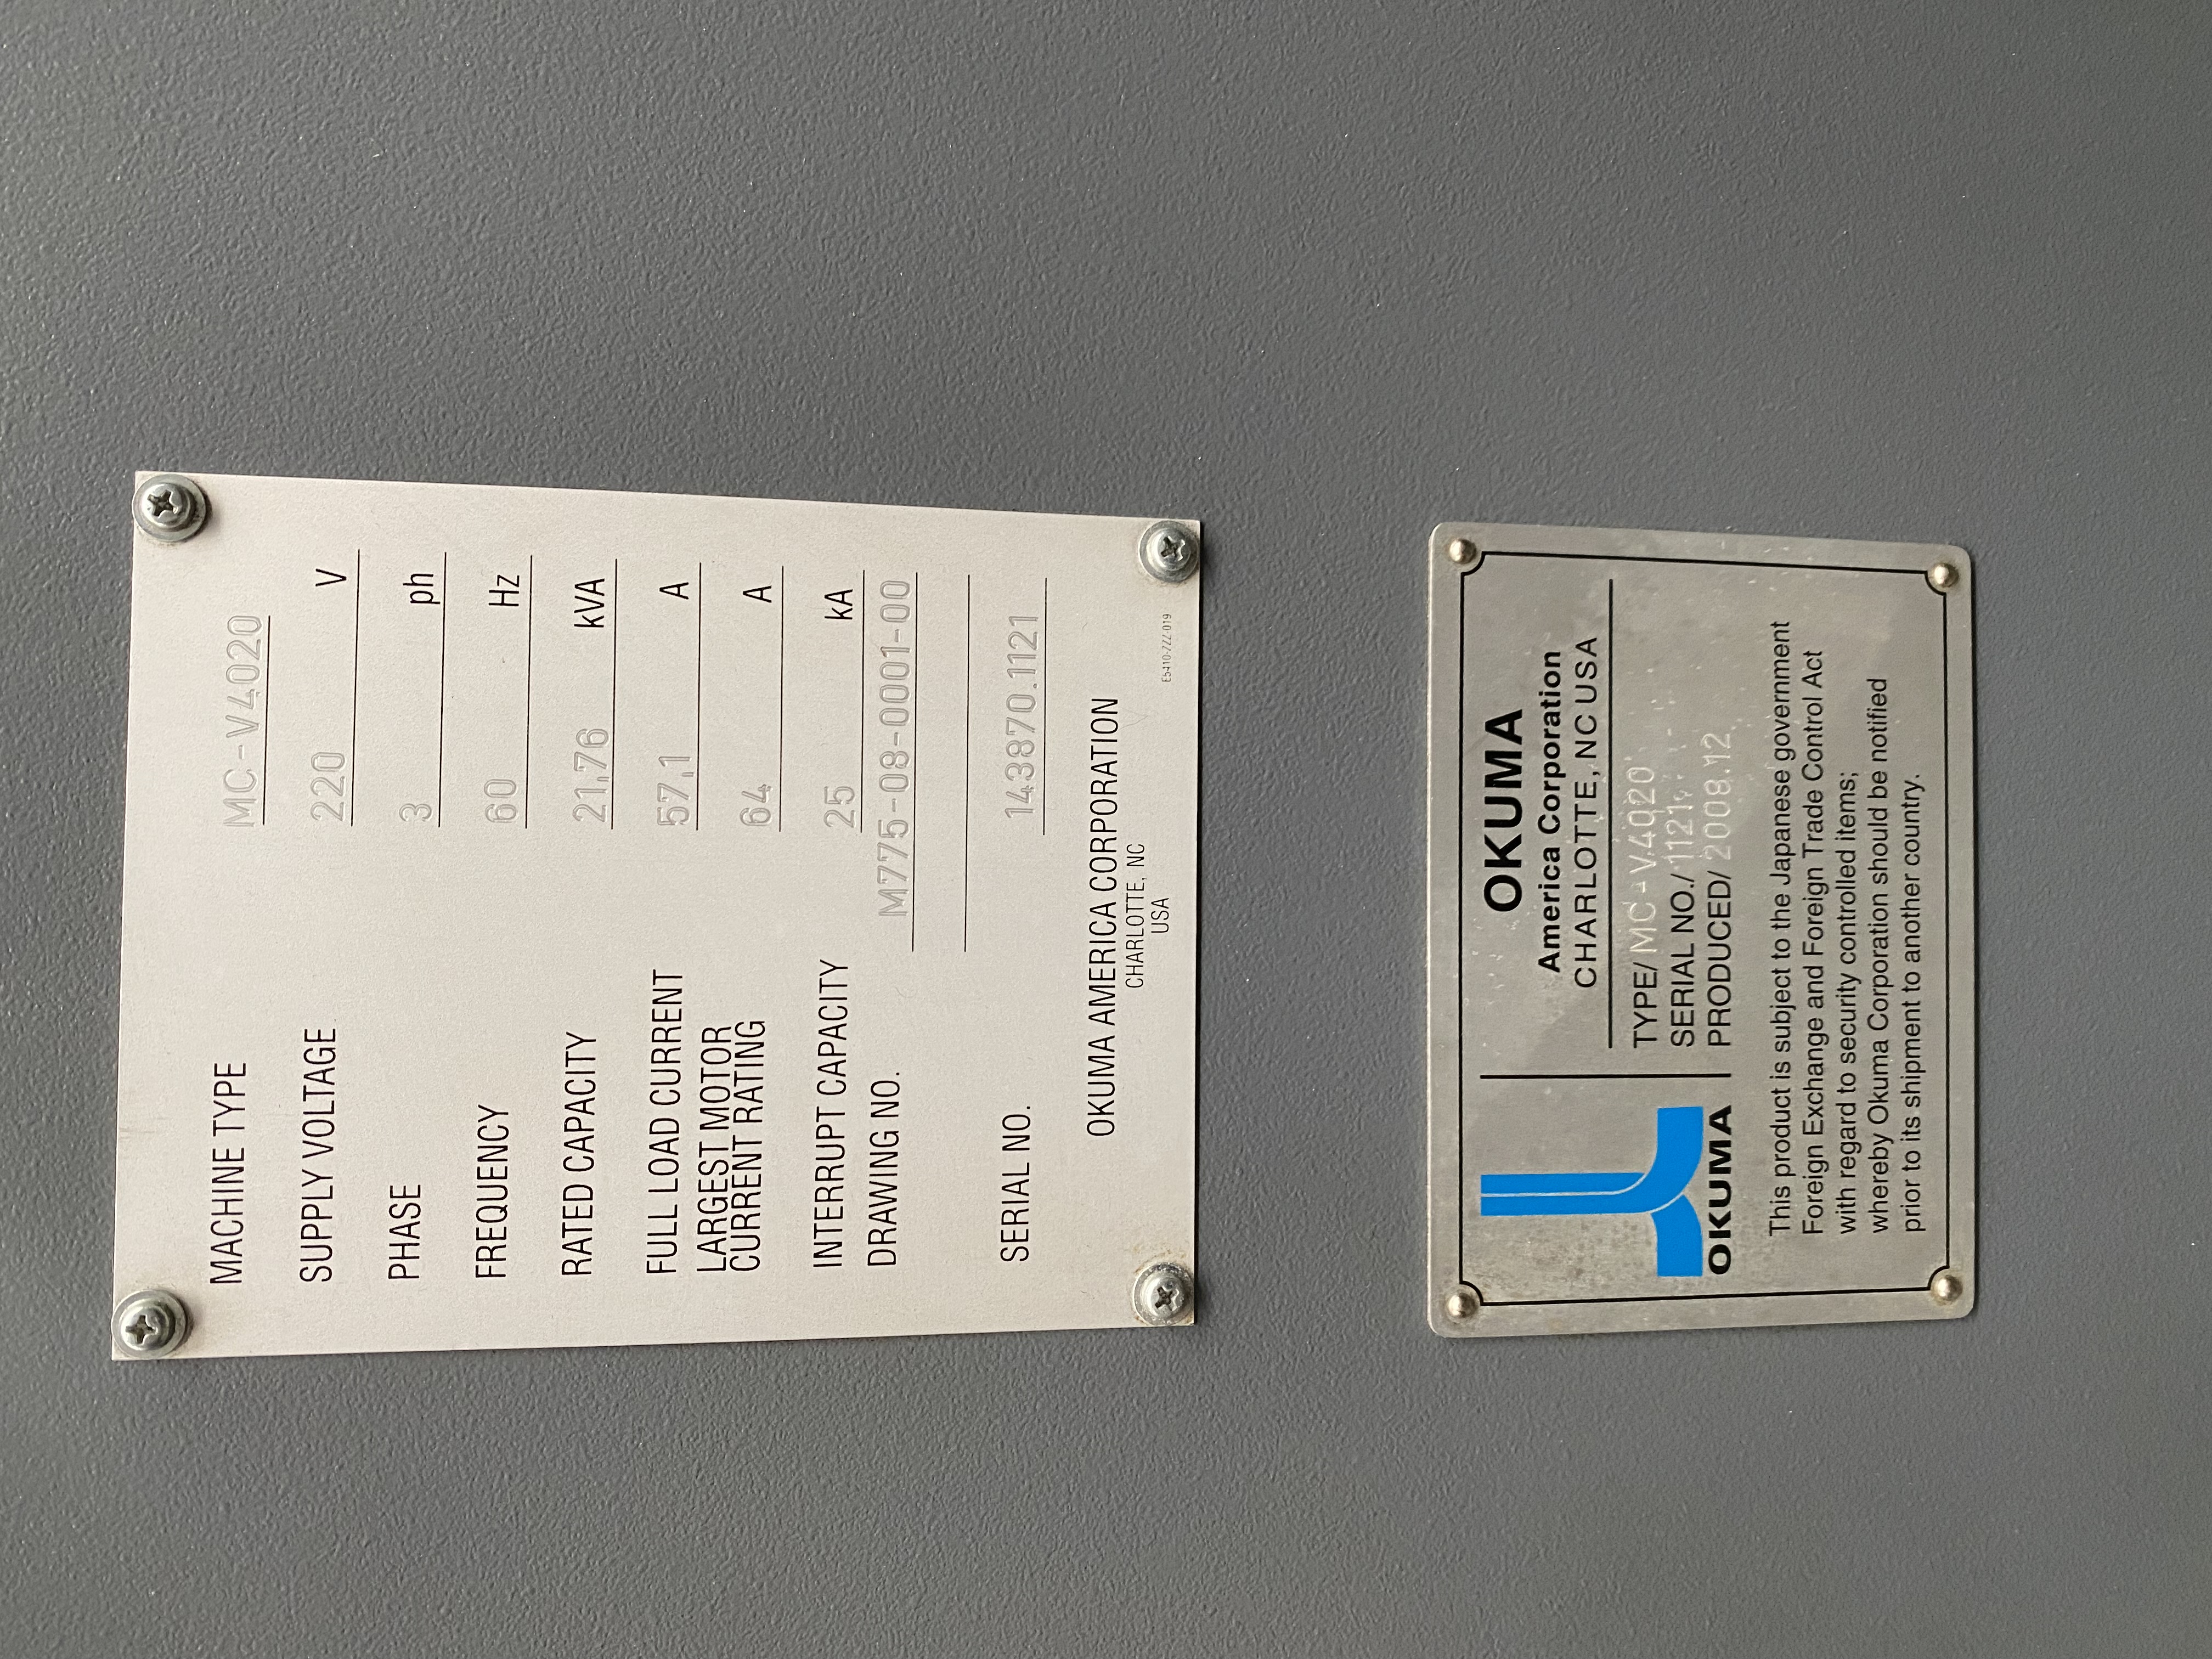 MACHINE TYPE MC-V4020
SUPPLY VOLTAGE 220 V
PHASE 3 ph
FREQUENCY 60 Hz
RATED CAPACITY 21.76 kVA
FULL LOAD CURRENT 57.1 A
LARGEST MOTOR
CURRENT RATING 64 A
INTERRUPT CAPACITY 25 kA
DRAWING NO. M775-08-0001-00
SERIAL NO. 143870.1121
OKUMA AMERICA CORPORATION
CHARLOTTE, NC
USA
E5410-ZZZ-019
OKUMA
OKUMA
America Corporation
CHARLOTTE, NC USA
TYPE/ MC-V4020
SERIAL NO./ 1121
PRODUCED/ 2008.12
This product is subject to the Japanese government
Foreign Exchange and Foreign Trade Control Act
with regard to security controlled items;
whereby Okuma Corporation should be notified
prior to its shipment to another country.